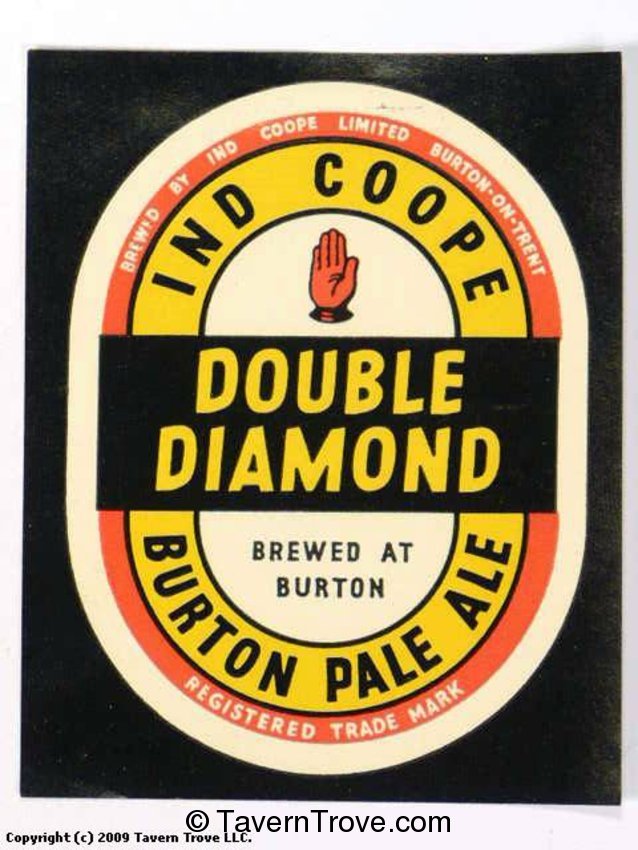 BREWED BY IND COOPE LIMITED BURTON-ON-TRENT
IND COOPE
DOUBLE
DIAMOND
BREWED AT
BURTON
BURTON PALE ALE
REGISTERED TRADE MARK
© TavernTrove.com
Copyright (c) 2009 Tavern Trove LLC.